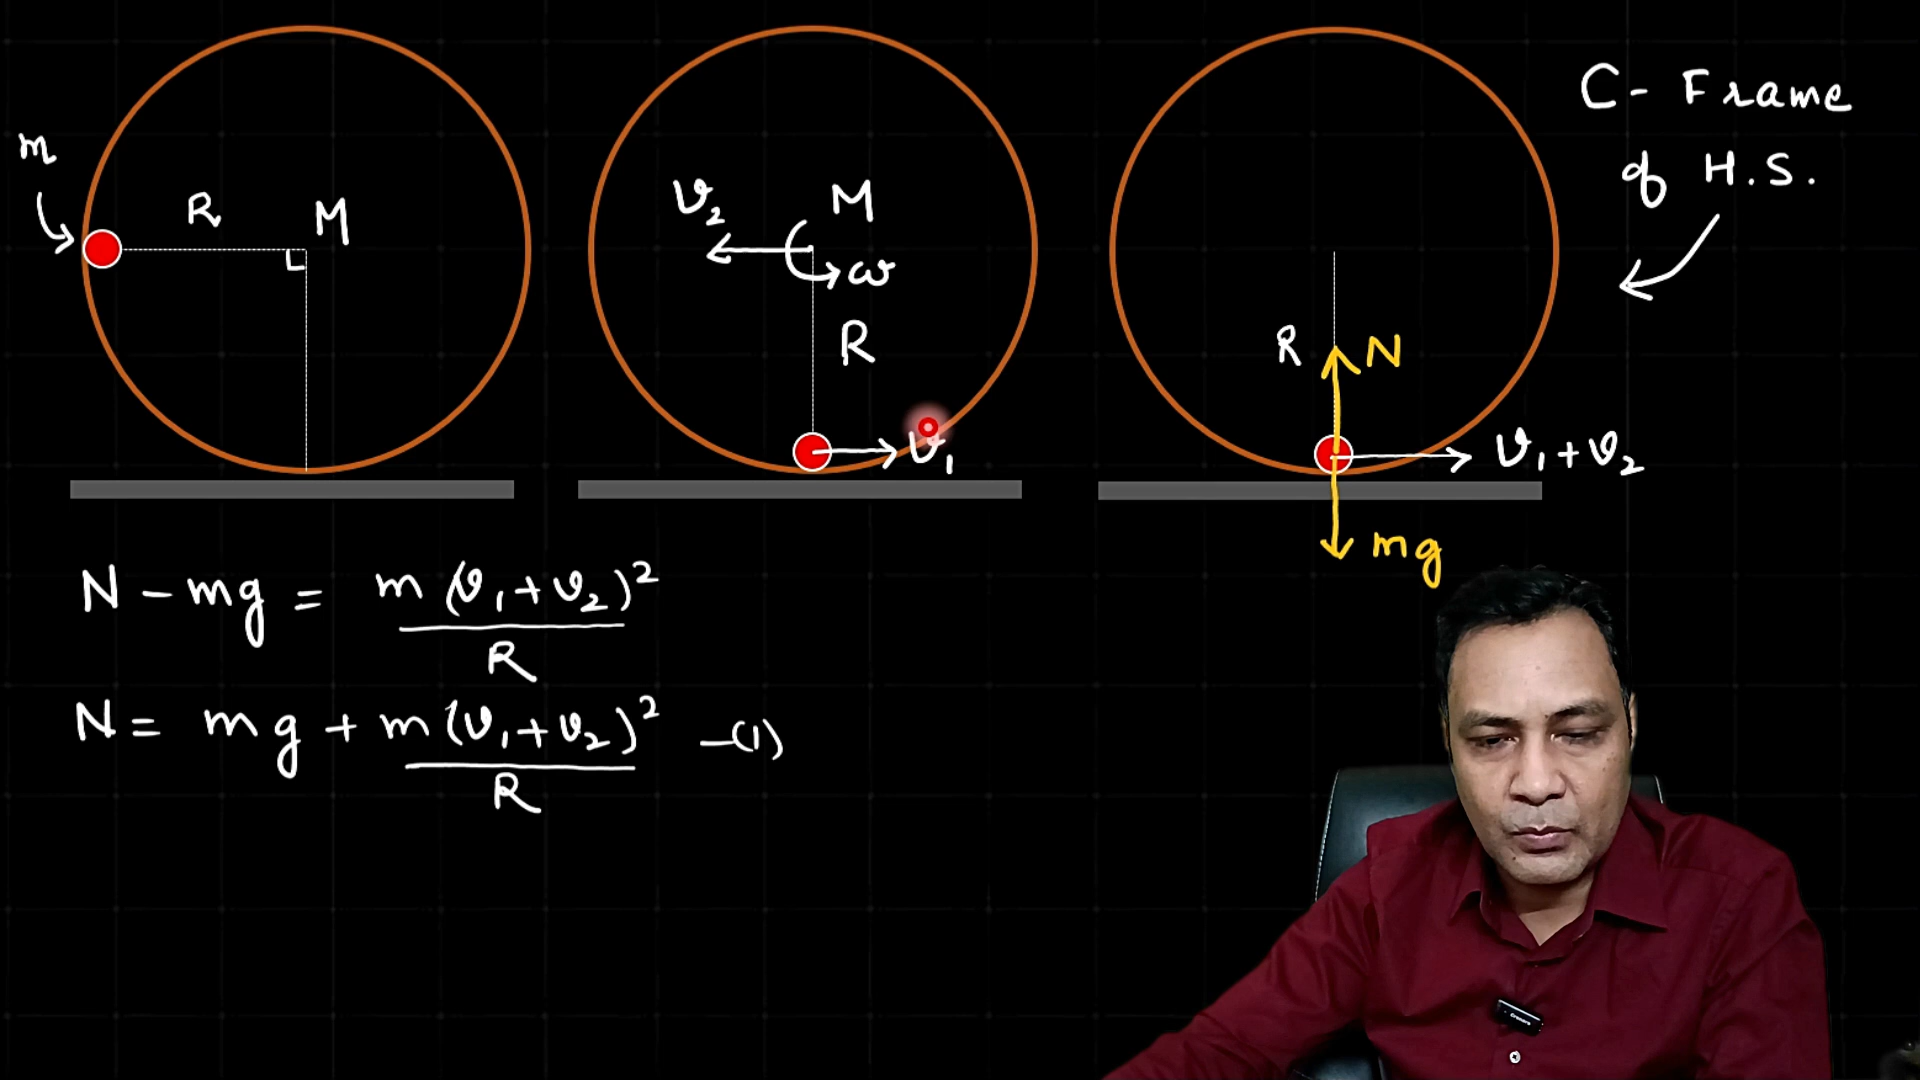 m
R
M
v₂
M
ω
R
v₁
C - Frame
of H.S.
R
N
v₁ + v₂
mg
N - mg = m (v₁ + v₂)² / R
N = mg + m (v₁ + v₂)² / R —(1)